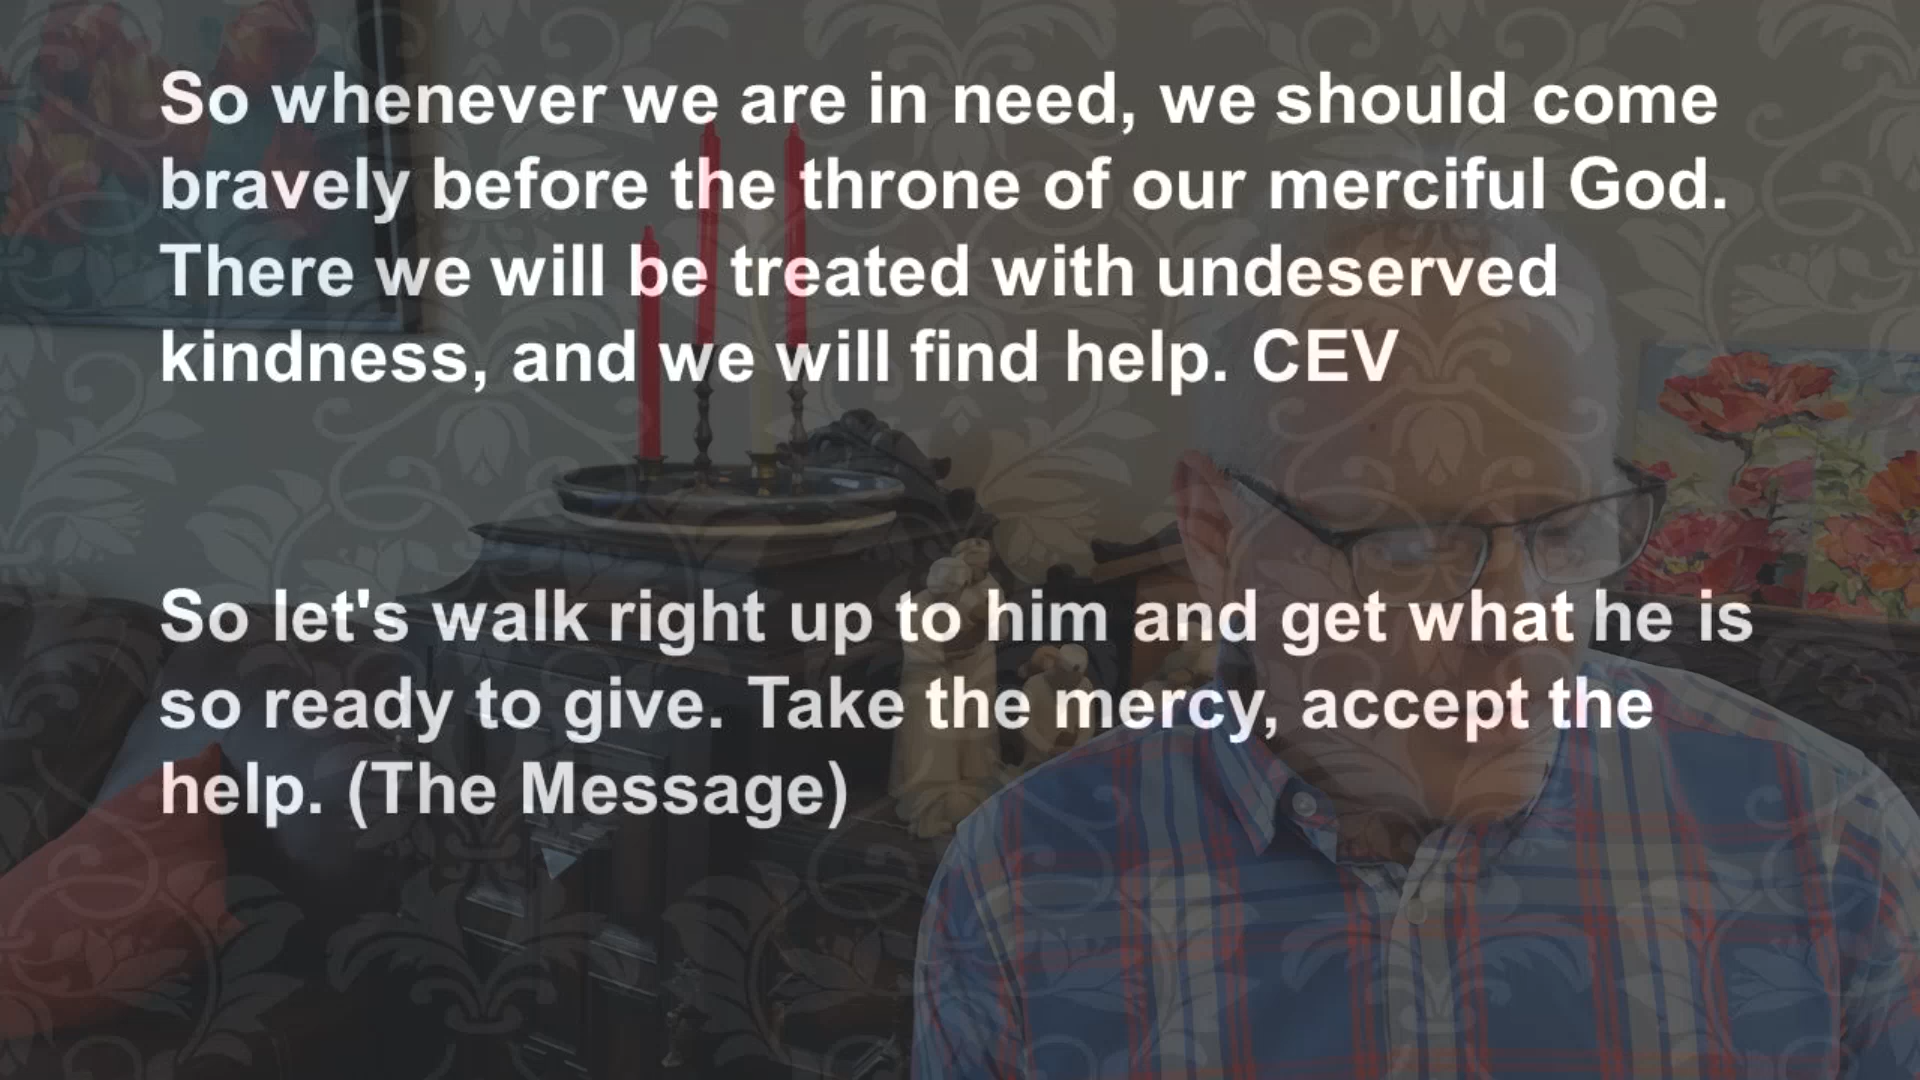 So whenever we are in need, we should come
bravely before the throne of our merciful God.
There we will be treated with undeserved
kindness, and we will find help. CEV
So let's walk right up to him and get what he is
so ready to give. Take the mercy, accept the
help. (The Message)